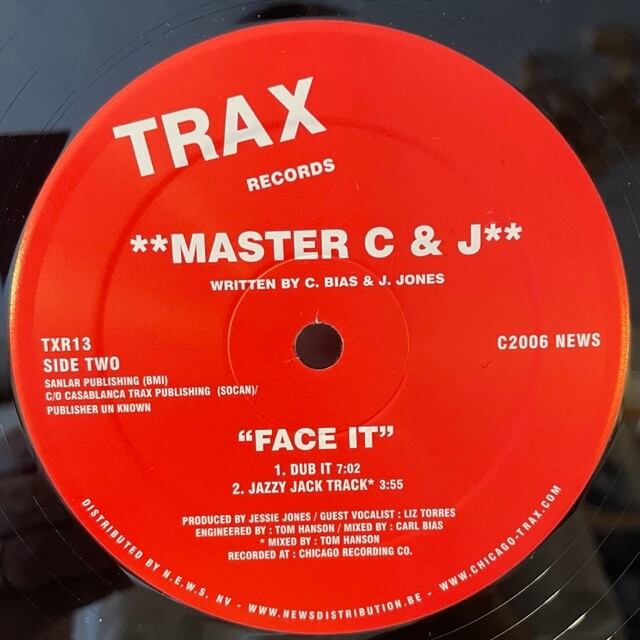 TRAX
RECORDS
**MASTER C & J**
WRITTEN BY C. BIAS & J. JONES
TXR13
SIDE TWO
C2006 NEWS
SANLAR PUBLISHING (BMI)
C/O CASABLANCA TRAX PUBLISHING (SOCAN)/
PUBLISHER UN KNOWN
“FACE IT”
1. DUB IT 7:02
2. JAZZY JACK TRACK* 3:55
PRODUCED BY JESSIE JONES / GUEST VOCALIST : LIZ TORRES
ENGINEERED BY : TOM HANSON / MIXED BY : CARL BIAS
* MIXED BY : TOM HANSON
RECORDED AT : CHICAGO RECORDING CO.
DISTRIBUTED BY N.E.W.S. NV - WWW.NEWSDISTRIBUTION.BE - WWW.CHICAGO-TRAX.COM